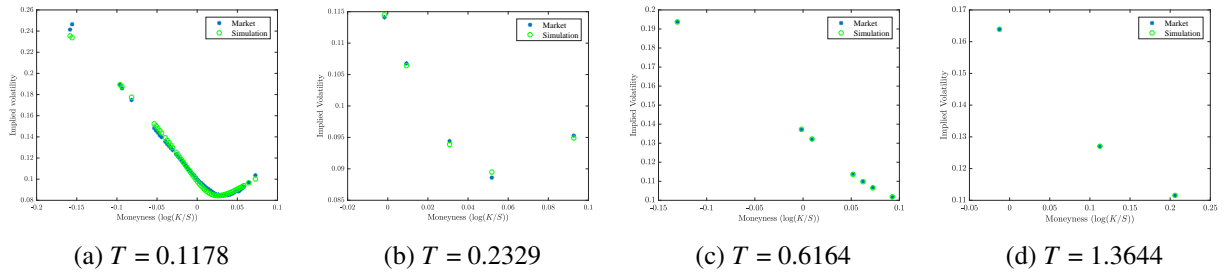 0.26
0.24
0.22
0.2
0.18
0.16
0.14
0.12
0.1
0.08
Implied volatility
Market
Simulation
-0.2 -0.15 -0.1 -0.05 0 0.05 0.1
Moneyness (log(K/S))
(a) T = 0.1178
0.115
0.11
0.105
0.1
0.095
0.09
0.085
Implied Volatility
Market
Simulation
-0.02 0 0.02 0.04 0.06 0.08 0.1
Moneyness (log(K/S))
(b) T = 0.2329
0.2
0.19
0.18
0.17
0.16
0.15
0.14
0.13
0.12
0.11
0.1
Implied Volatility
Market
Simulation
-0.15 -0.1 -0.05 0 0.05 0.1
Moneyness (log(K/S))
(c) T = 0.6164
0.17
0.16
0.15
0.14
0.13
0.12
0.11
Implied Volatility
Market
Simulation
-0.05 0 0.05 0.1 0.15 0.2 0.25
Moneyness (log(K/S))
(d) T = 1.3644